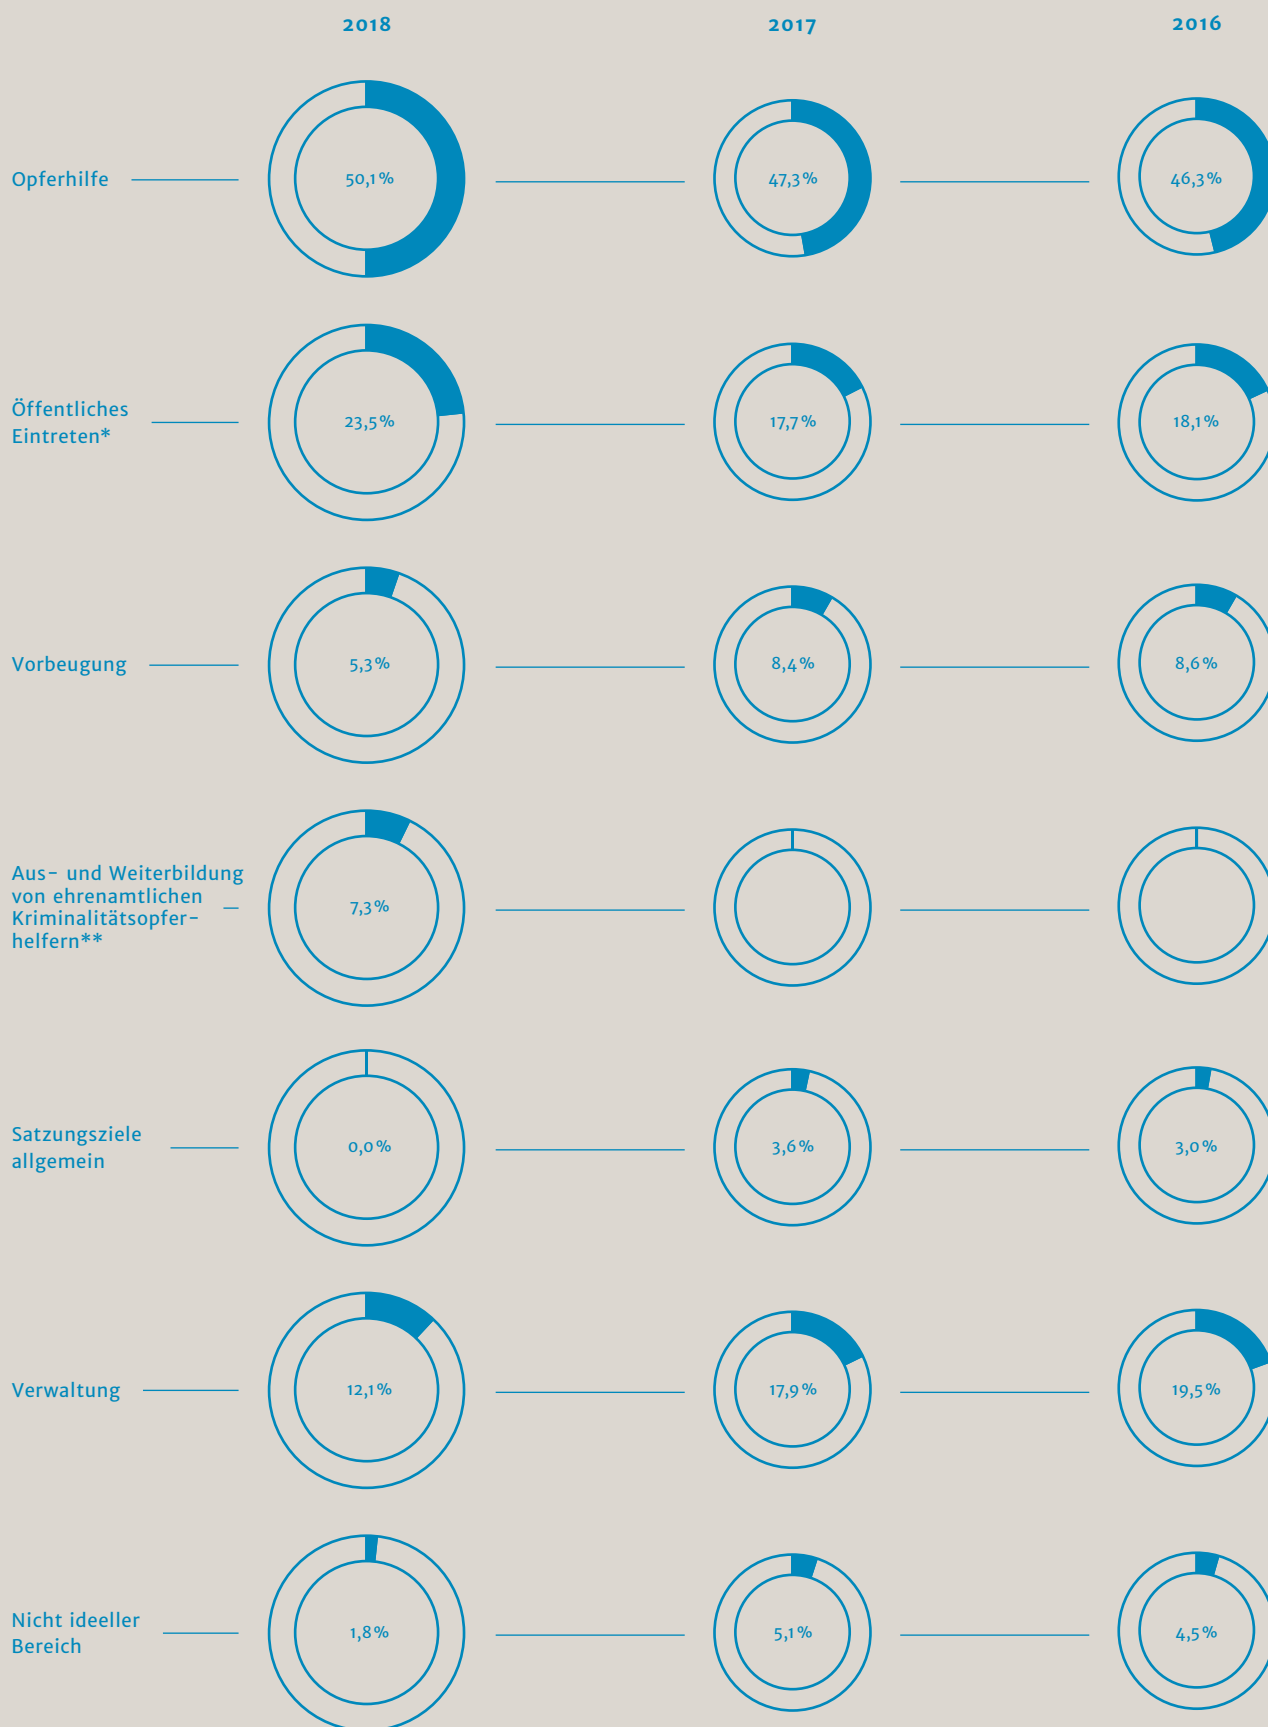 2018 2017 2016
Opferhilfe 50,1 % 47,3 % 46,3 %
Öffentliches
Eintreten* 23,5 % 17,7 % 18,1 %
Vorbeugung 5,3 % 8,4 % 8,6 %
Aus- und Weiterbildung
von ehrenamtlichen
Kriminalitätsopfer-
helfern** 7,3 %
Satzungsziele
allgemein 0,0 % 3,6 % 3,0 %
Verwaltung 12,1 % 17,9 % 19,5 %
Nicht ideeller
Bereich 1,8 % 5,1 % 4,5 %